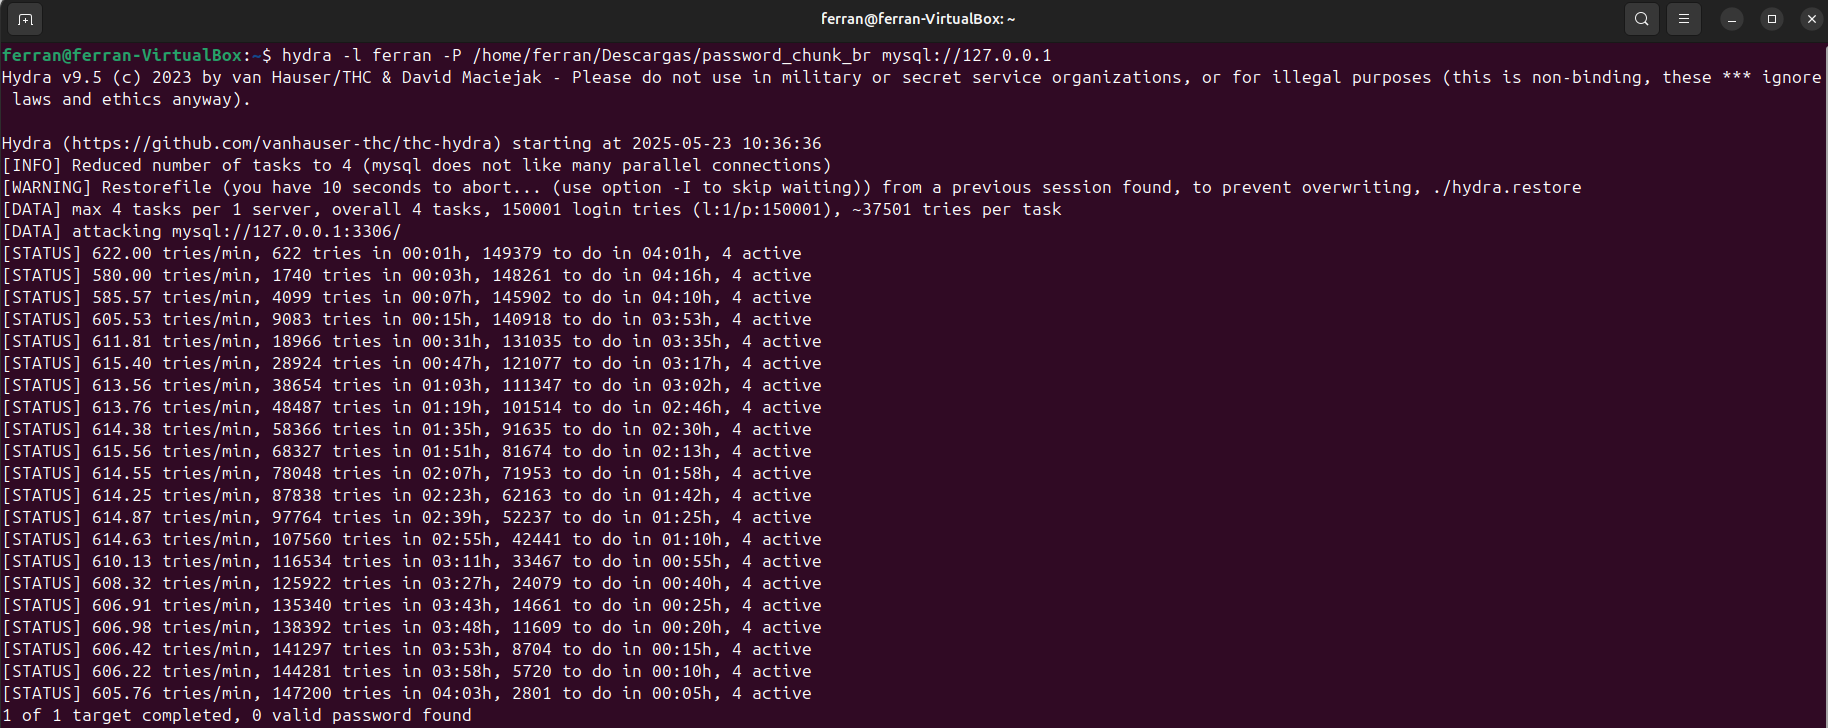 ferran@ferran-VirtualBox: ~
ferran@ferran-VirtualBox:~$ hydra -l ferran -P /home/ferran/Descargas/password_chunk_br mysql://127.0.0.1
Hydra v9.5 (c) 2023 by van Hauser/THC & David Maciejak - Please do not use in military or secret service organizations, or for illegal purposes (this is non-binding, these *** ignore
laws and ethics anyway).
Hydra (https://github.com/vanhauser-thc/thc-hydra) starting at 2025-05-23 10:36:36
[INFO] Reduced number of tasks to 4 (mysql does not like many parallel connections)
[WARNING] Restorefile (you have 10 seconds to abort... (use option -I to skip waiting)) from a previous session found, to prevent overwriting, ./hydra.restore
[DATA] max 4 tasks per 1 server, overall 4 tasks, 150001 login tries (l:1/p:150001), ~37501 tries per task
[DATA] attacking mysql://127.0.0.1:3306/
[STATUS] 622.00 tries/min, 622 tries in 00:01h, 149379 to do in 04:01h, 4 active
[STATUS] 580.00 tries/min, 1740 tries in 00:03h, 148261 to do in 04:16h, 4 active
[STATUS] 585.57 tries/min, 4099 tries in 00:07h, 145902 to do in 04:10h, 4 active
[STATUS] 605.53 tries/min, 9083 tries in 00:15h, 140918 to do in 03:53h, 4 active
[STATUS] 611.81 tries/min, 18966 tries in 00:31h, 131035 to do in 03:35h, 4 active
[STATUS] 615.40 tries/min, 28924 tries in 00:47h, 121077 to do in 03:17h, 4 active
[STATUS] 613.56 tries/min, 38654 tries in 01:03h, 111347 to do in 03:02h, 4 active
[STATUS] 613.76 tries/min, 48487 tries in 01:19h, 101514 to do in 02:46h, 4 active
[STATUS] 614.38 tries/min, 58366 tries in 01:35h, 91635 to do in 02:30h, 4 active
[STATUS] 615.56 tries/min, 68327 tries in 01:51h, 81674 to do in 02:13h, 4 active
[STATUS] 614.55 tries/min, 78048 tries in 02:07h, 71953 to do in 01:58h, 4 active
[STATUS] 614.25 tries/min, 87838 tries in 02:23h, 62163 to do in 01:42h, 4 active
[STATUS] 614.87 tries/min, 97764 tries in 02:39h, 52237 to do in 01:25h, 4 active
[STATUS] 614.63 tries/min, 107560 tries in 02:55h, 42441 to do in 01:10h, 4 active
[STATUS] 610.13 tries/min, 116534 tries in 03:11h, 33467 to do in 00:55h, 4 active
[STATUS] 608.32 tries/min, 125922 tries in 03:27h, 24079 to do in 00:40h, 4 active
[STATUS] 606.91 tries/min, 135340 tries in 03:43h, 14661 to do in 00:25h, 4 active
[STATUS] 606.98 tries/min, 138392 tries in 03:48h, 11609 to do in 00:20h, 4 active
[STATUS] 606.42 tries/min, 141297 tries in 03:53h, 8704 to do in 00:15h, 4 active
[STATUS] 606.22 tries/min, 144281 tries in 03:58h, 5720 to do in 00:10h, 4 active
[STATUS] 605.76 tries/min, 147200 tries in 04:03h, 2801 to do in 00:05h, 4 active
1 of 1 target completed, 0 valid password found